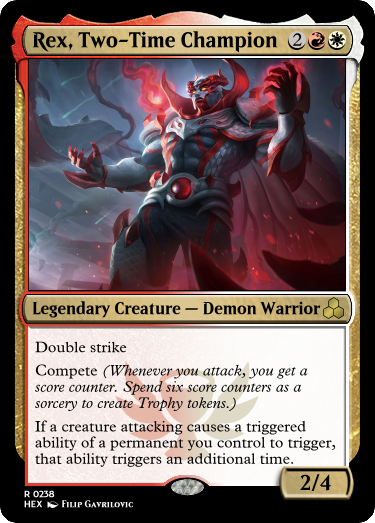 Rex, Two-Time Champion 2
Legendary Creature — Demon Warrior
Double strike
Compete (Whenever you attack, you get a
score counter. Spend six score counters as a
sorcery to create Trophy tokens.)
If a creature attacking causes a triggered
ability of a permanent you control to trigger,
that ability triggers an additional time.
2/4
R 0238
HEX Filip Gavrilovic